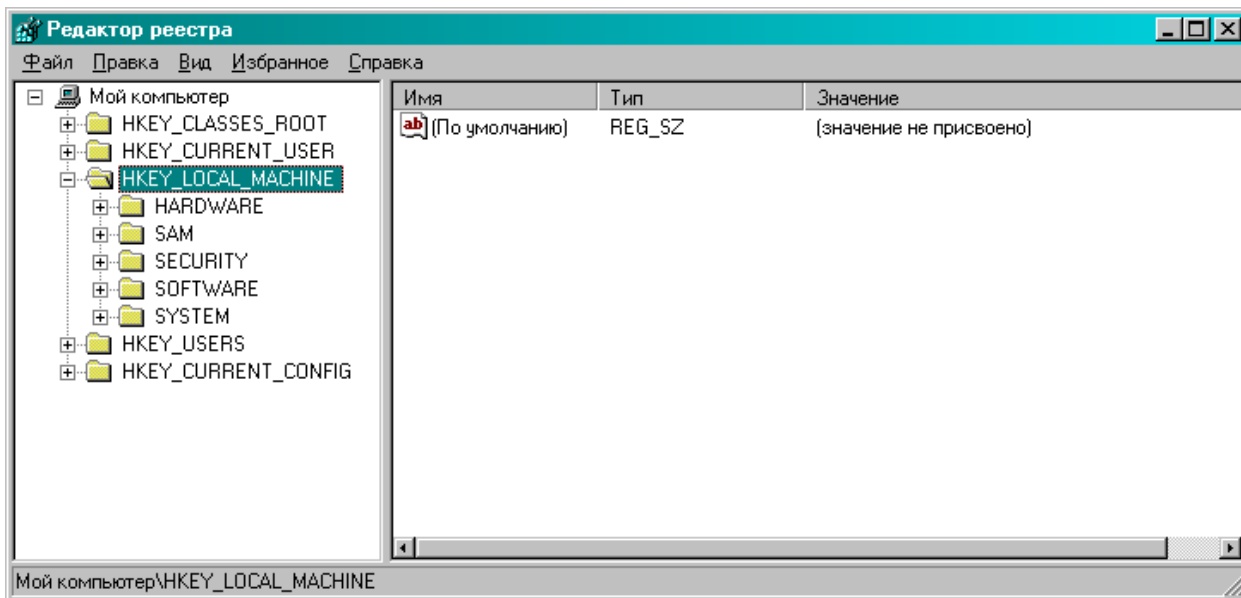 Редактор реестра
Файл Правка Вид Избранное Справка
Мой компьютер
HKEY_CLASSES_ROOT
HKEY_CURRENT_USER
HKEY_LOCAL_MACHINE
HARDWARE
SAM
SECURITY
SOFTWARE
SYSTEM
HKEY_USERS
HKEY_CURRENT_CONFIG
Имя Тип Значение
ab (По умолчанию) REG_SZ (значение не присвоено)
Мой компьютер\HKEY_LOCAL_MACHINE